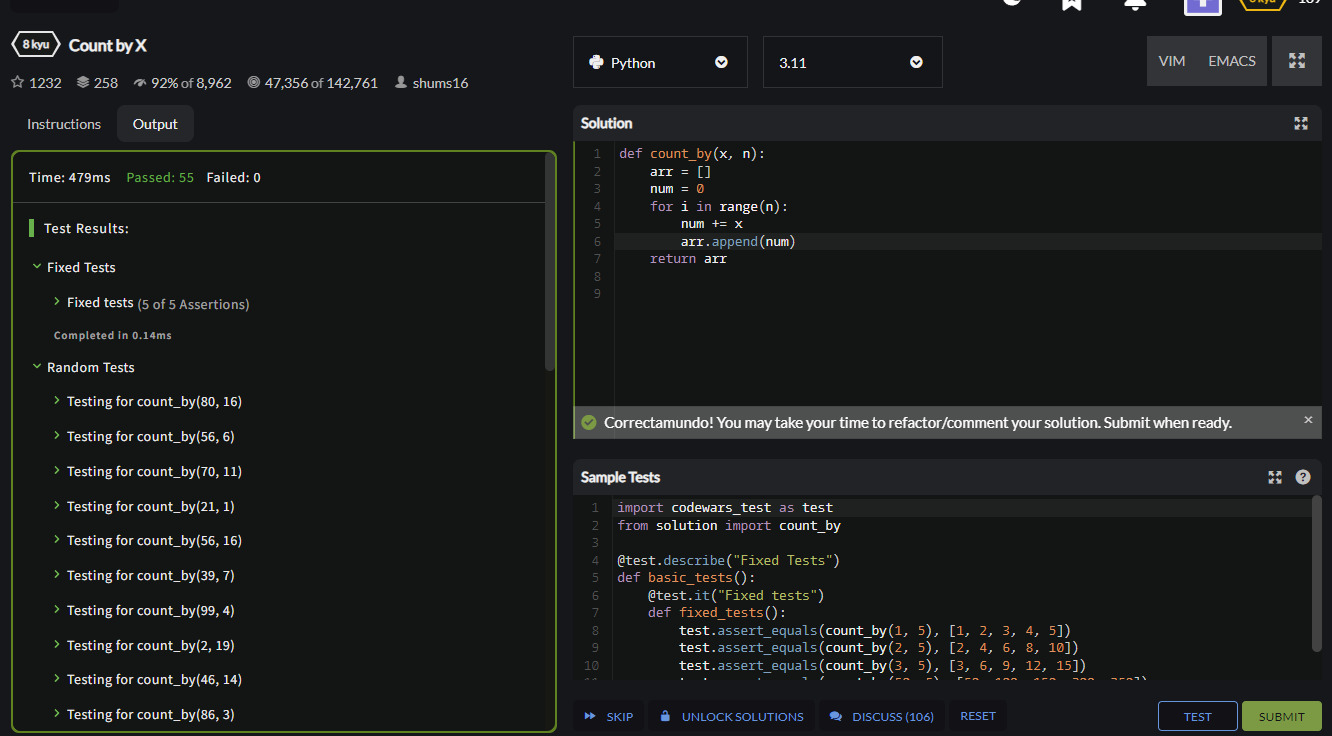 8 kyu Count by X
1232 258 92% of 8,962 47,356 of 142,761 shums16
Instructions Output
Time: 479ms Passed: 55 Failed: 0
Test Results:
Fixed Tests
Fixed tests (5 of 5 Assertions)
Completed in 0.14ms
Random Tests
Testing for count_by(80, 16)
Testing for count_by(56, 6)
Testing for count_by(70, 11)
Testing for count_by(21, 1)
Testing for count_by(56, 16)
Testing for count_by(39, 7)
Testing for count_by(99, 4)
Testing for count_by(2, 19)
Testing for count_by(46, 14)
Testing for count_by(86, 3)
Python 3.11 VIM EMACS
Solution
1 def count_by(x, n):
2 arr = []
3 num = 0
4 for i in range(n):
5 num += x
6 arr.append(num)
7 return arr
8
9
Correctamundo! You may take your time to refactor/comment your solution. Submit when ready. ×
Sample Tests ?
1 import codewars_test as test
2 from solution import count_by
3
4 @test.describe("Fixed Tests")
5 def basic_tests():
6 @test.it("Fixed tests")
7 def fixed_tests():
8 test.assert_equals(count_by(1, 5), [1, 2, 3, 4, 5])
9 test.assert_equals(count_by(2, 5), [2, 4, 6, 8, 10])
10 test.assert_equals(count_by(3, 5), [3, 6, 9, 12, 15])
SKIP UNLOCK SOLUTIONS DISCUSS (106) RESET TEST SUBMIT